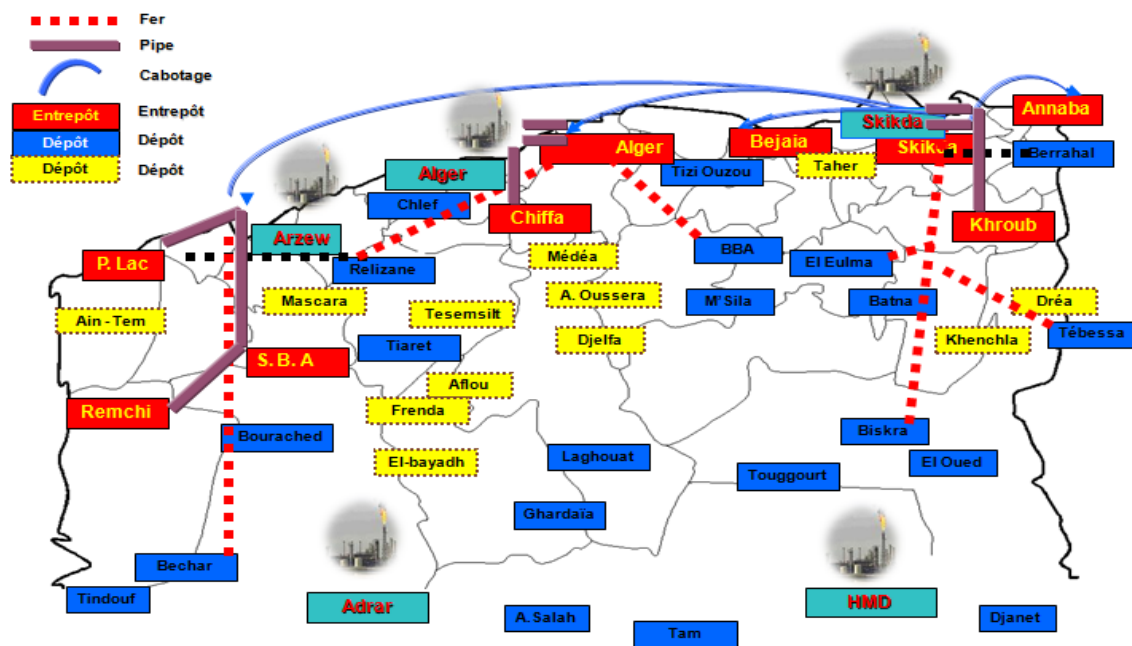 Fer
Pipe
Cabotage
Entrepôt Entrepôt
Dépôt Dépôt
Dépôt Dépôt
Annaba
Skikda
Skikda
Bejaia
Alger
Berrahal
Taher
Tizi Ouzou
Alger
Chlef
Chiffa
Khroub
Arzew
P. Lac
Relizane
Médéa
BBA
El Eulma
Mascara
A. Oussera
M'Sila
Batna
Dréa
Ain - Tem
Tesemsilt
Djelfa
Khenchla
Tébessa
Tiaret
S. B. A
Aflou
Remchi
Frenda
Biskra
Bourached
El-bayadh
Laghouat
El Oued
Touggourt
Ghardaïa
Bechar
Tindouf
Adrar
HMD
A. Salah
Djanet
Tam